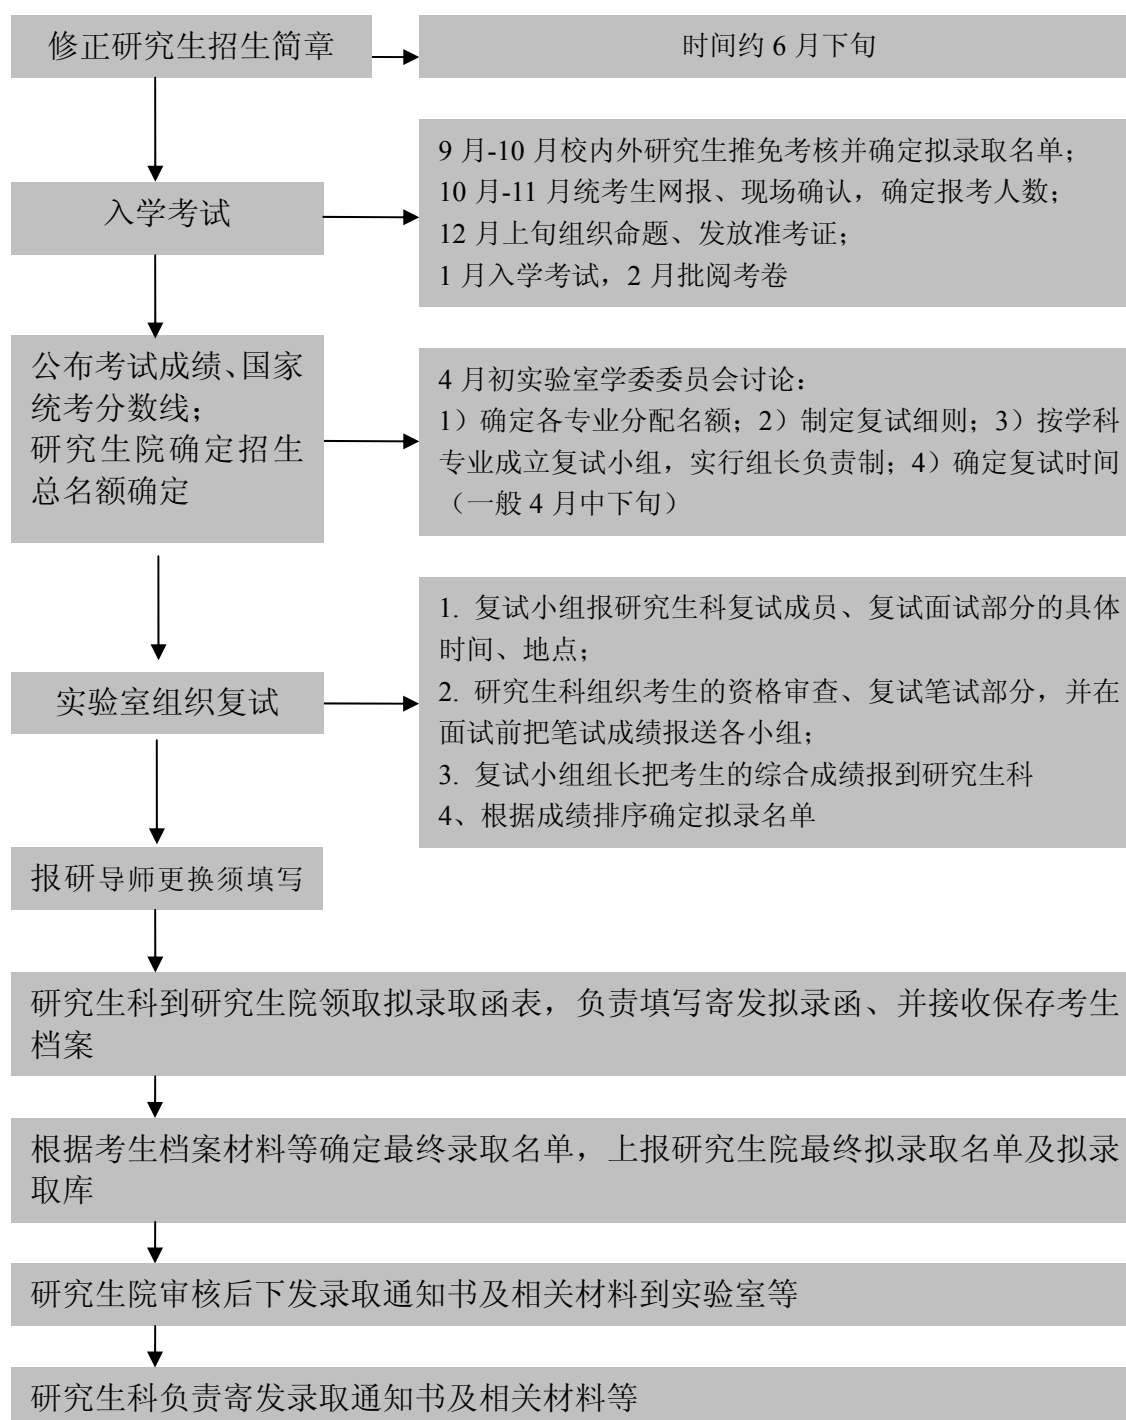 修正研究生招生简章
时间约 6 月下旬
9 月-10 月校内外研究生推免考核并确定拟录取名单；
10 月-11 月统考生网报、现场确认，确定报考人数；
12 月上旬组织命题、发放准考证；
1 月入学考试，2 月批阅考卷
入学考试
公布考试成绩、国家
统考分数线；
研究生院确定招生
总名额确定
4 月初实验室学委委员会讨论：
1）确定各专业分配名额；2）制定复试细则；3）按学科
专业成立复试小组，实行组长负责制；4）确定复试时间
（一般 4 月中下旬）
实验室组织复试
1. 复试小组报研究生科复试成员、复试面试部分的具体
时间、地点；
2. 研究生科组织考生的资格审查、复试笔试部分，并在
面试前把笔试成绩报送各小组；
3. 复试小组组长把考生的综合成绩报到研究生科
4、根据成绩排序确定拟录名单
报研导师更换须填写
研究生科到研究生院领取拟录取函表，负责填写寄发拟录函、并接收保存考生
档案
根据考生档案材料等确定最终录取名单，上报研究生院最终拟录取名单及拟录
取库
研究生院审核后下发录取通知书及相关材料到实验室等
研究生科负责寄发录取通知书及相关材料等